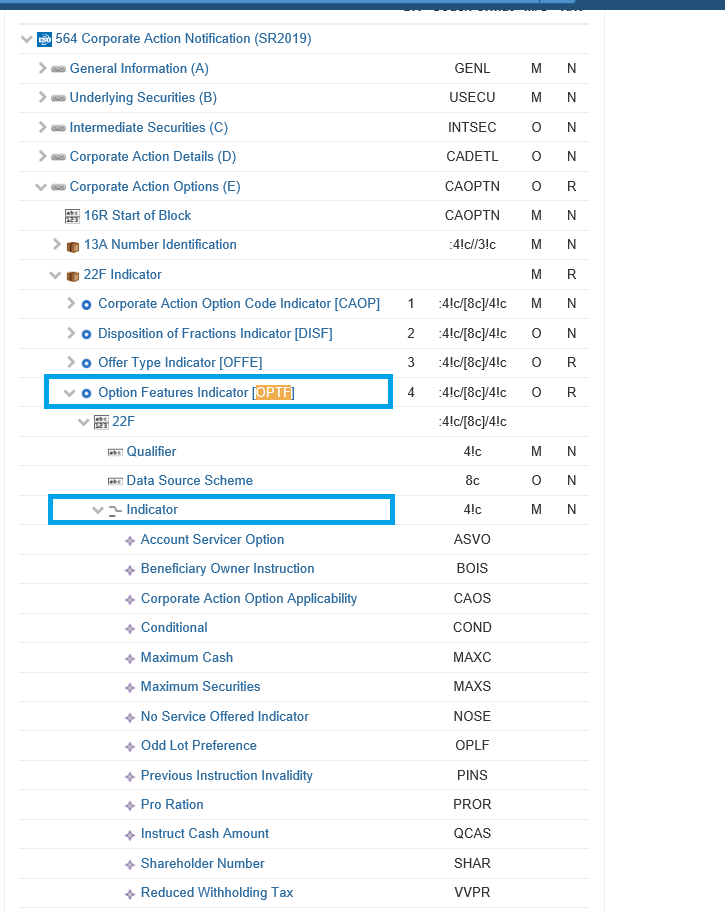 564 Corporate Action Notification (SR2019)
General Information (A) GENL M N
Underlying Securities (B) USECU M N
Intermediate Securities (C) INTSEC O N
Corporate Action Details (D) CADETL O N
Corporate Action Options (E) CAOPTN O R
16R Start of Block CAOPTN M N
13A Number Identification :4!c//3!c M N
22F Indicator M R
Corporate Action Option Code Indicator [CAOP] 1 :4!c/[8c]/4!c M N
Disposition of Fractions Indicator [DISF] 2 :4!c/[8c]/4!c O N
Offer Type Indicator [OFFE] 3 :4!c/[8c]/4!c O R
Option Features Indicator [OPTF] 4 :4!c/[8c]/4!c O R
22F :4!c/[8c]/4!c
Qualifier 4!c M N
Data Source Scheme 8c O N
Indicator 4!c M N
Account Servicer Option ASVO
Beneficiary Owner Instruction BOIS
Corporate Action Option Applicability CAOS
Conditional COND
Maximum Cash MAXC
Maximum Securities MAXS
No Service Offered Indicator NOSE
Odd Lot Preference OPLF
Previous Instruction Invalidity PINS
Pro Ration PROR
Instruct Cash Amount QCAS
Shareholder Number SHAR
Reduced Withholding Tax VVPR